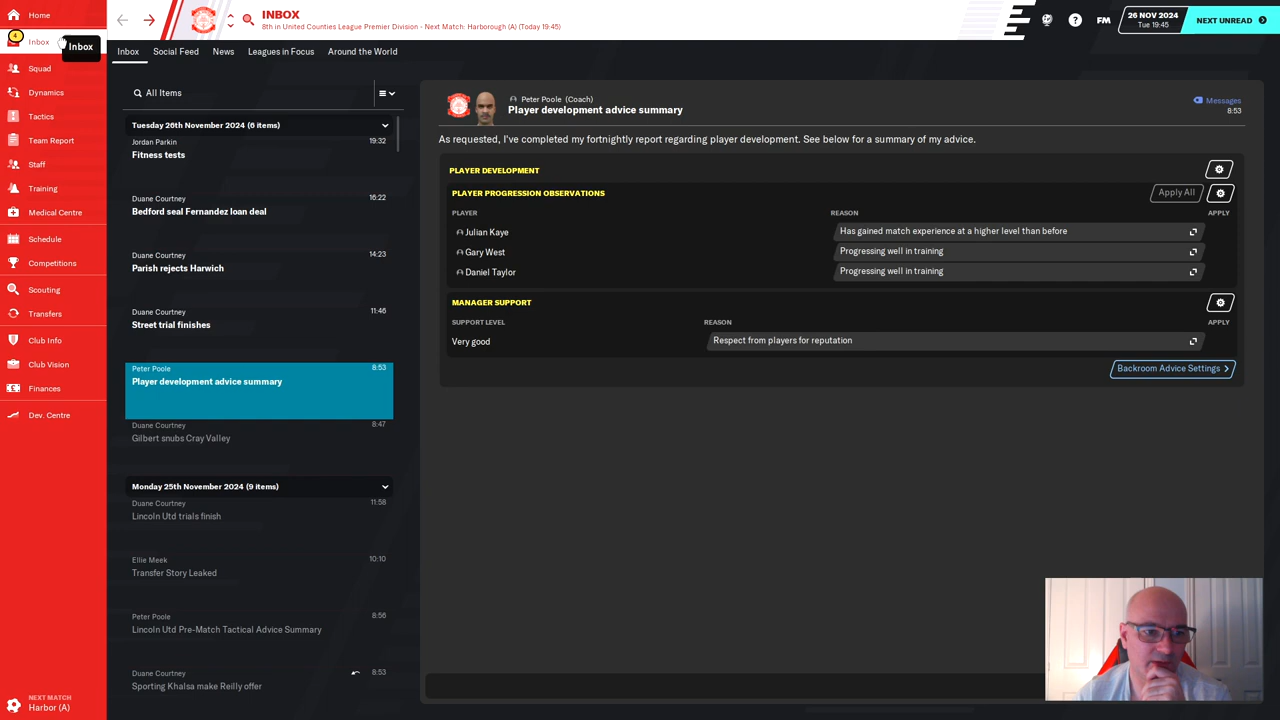 Home
INBOX
8th in United Counties League Premier Division - Next Match: Harborough (A) (Today 19:45)
FM
26 NOV 2024
Tue 19:45
NEXT UNREAD
4
Inbox
Inbox
Squad
Dynamics
Tactics
Team Report
Staff
Training
Medical Centre
Schedule
Competitions
Scouting
Transfers
Club Info
Club Vision
Finances
Dev. Centre
NEXT MATCH
Harbor (A)
Inbox Social Feed News Leagues in Focus Around the World
All Items
Tuesday 26th November 2024 (6 items)
Jordan Parkin 19:32
Fitness tests
Duane Courtney 16:22
Bedford seal Fernandez loan deal
Duane Courtney 14:23
Parish rejects Harwich
Duane Courtney 11:46
Street trial finishes
Peter Poole 8:53
Player development advice summary
Duane Courtney 8:47
Gilbert snubs Cray Valley
Monday 25th November 2024 (9 items)
Duane Courtney 11:58
Lincoln Utd trials finish
Ellie Meek 10:10
Transfer Story Leaked
Peter Poole 8:56
Lincoln Utd Pre-Match Tactical Advice Summary
Duane Courtney 8:53
Sporting Khalsa make Reilly offer
Peter Poole (Coach)
Player development advice summary
Messages
8:53
As requested, I've completed my fortnightly report regarding player development. See below for a summary of my advice.
PLAYER DEVELOPMENT
PLAYER PROGRESSION OBSERVATIONS Apply All
PLAYER REASON APPLY
Julian Kaye Has gained match experience at a higher level than before
Gary West Progressing well in training
Daniel Taylor Progressing well in training
MANAGER SUPPORT
SUPPORT LEVEL REASON APPLY
Very good Respect from players for reputation
Backroom Advice Settings